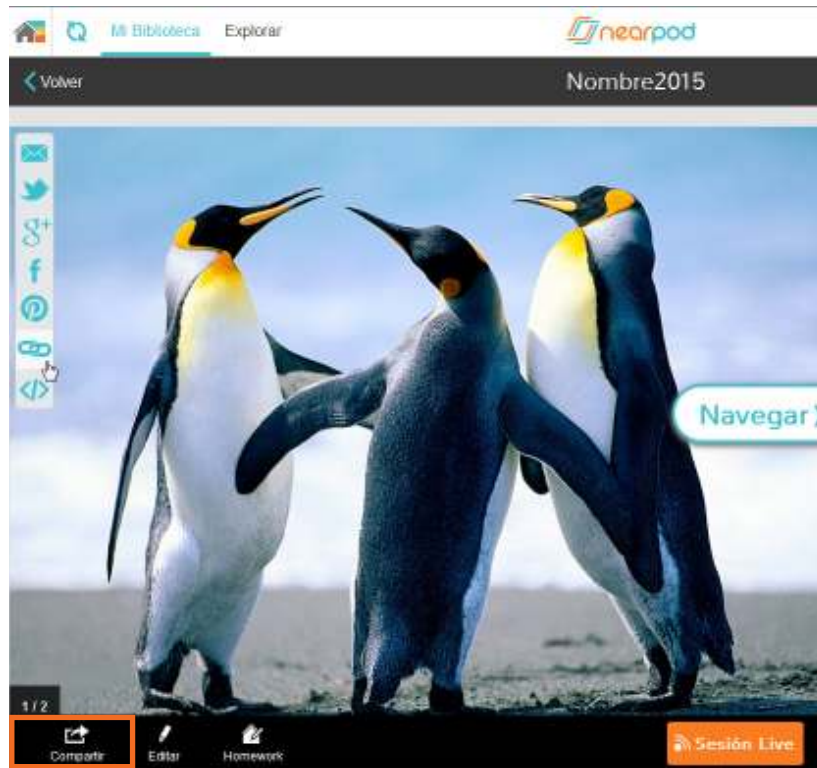 Mi Biblioteca Explorar nearpod
Volver Nombre2015
g+
f
</>
Navegar
1 / 2
Compartir Editar Homework Sesión Live